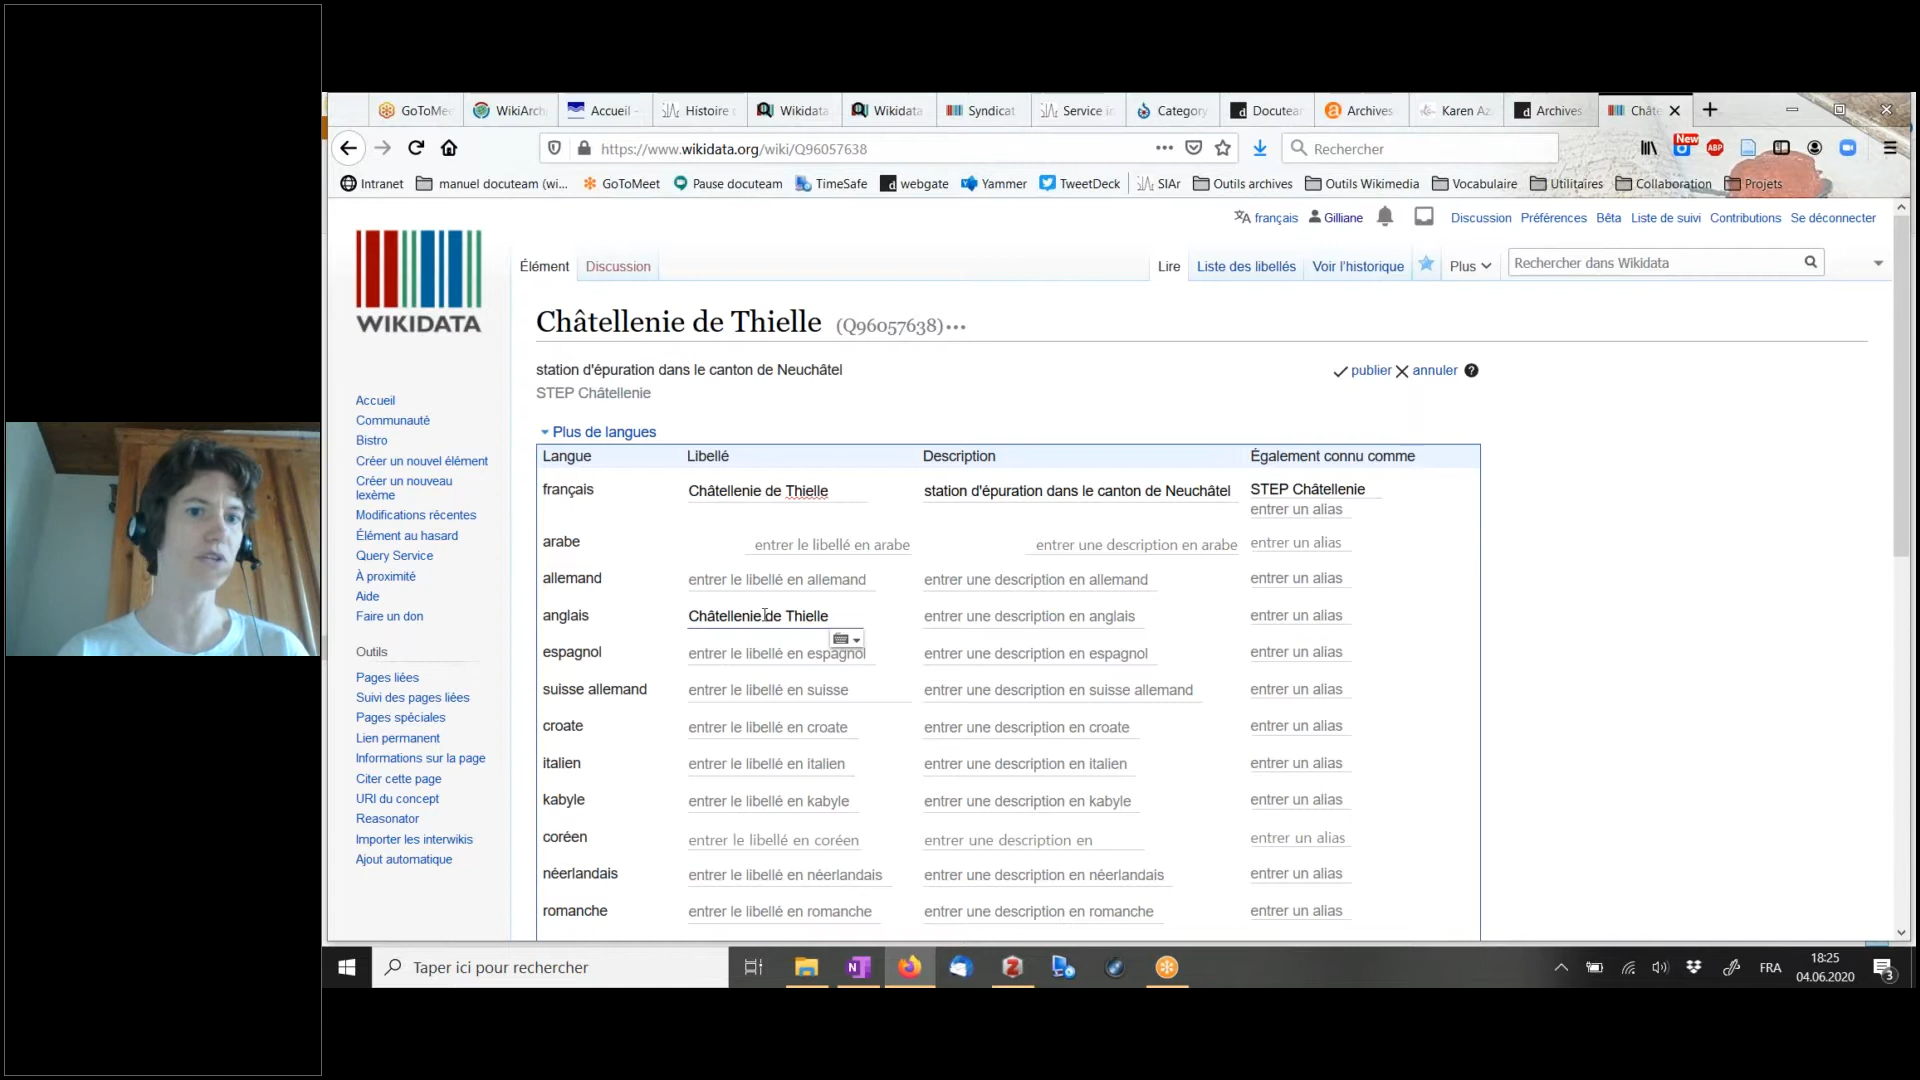 GoToMee
WikiArch
Accueil -
Histoire d
Wikidata
Wikidata
Syndicat
Service in
Category
Docutea
Archives
Karen Az
Archives
Châte
https://www.wikidata.org/wiki/Q96057638
Rechercher
New
ABP
Intranet
manuel docuteam (wi...
GoToMeet
Pause docuteam
TimeSafe
webgate
Yammer
TweetDeck
SIAr
Outils archives
Outils Wikimedia
Vocabulaire
Utilitaires
Collaboration
Projets
français
Gilliane
Discussion
Préférences
Bêta
Liste de suivi
Contributions
Se déconnecter
WIKIDATA
Élément
Discussion
Lire
Liste des libellés
Voir l'historique
Plus
Rechercher dans Wikidata
Châtellenie de Thielle (Q96057638)
station d'épuration dans le canton de Neuchâtel
STEP Châtellenie
publier
annuler
Plus de langues
Langue Libellé Description Également connu comme
français Châtellenie de Thielle station d'épuration dans le canton de Neuchâtel STEP Châtellenie
entrer un alias
arabe entrer le libellé en arabe entrer une description en arabe entrer un alias
allemand entrer le libellé en allemand entrer une description en allemand entrer un alias
anglais Châtellenie de Thielle entrer une description en anglais entrer un alias
espagnol entrer le libellé en espagnol entrer une description en espagnol entrer un alias
suisse allemand entrer le libellé en suisse entrer une description en suisse allemand entrer un alias
croate entrer le libellé en croate entrer une description en croate entrer un alias
italien entrer le libellé en italien entrer une description en italien entrer un alias
kabyle entrer le libellé en kabyle entrer une description en kabyle entrer un alias
coréen entrer le libellé en coréen entrer une description en entrer un alias
néerlandais entrer le libellé en néerlandais entrer une description en néerlandais entrer un alias
romanche entrer le libellé en romanche entrer une description en romanche entrer un alias
Accueil
Communauté
Bistro
Créer un nouvel élément
Créer un nouveau
lexème
Modifications récentes
Élément au hasard
Query Service
À proximité
Aide
Faire un don
Outils
Pages liées
Suivi des pages liées
Pages spéciales
Lien permanent
Informations sur la page
Citer cette page
URI du concept
Reasonator
Importer les interwikis
Ajout automatique
Taper ici pour rechercher
FRA
18:25
04.06.2020
3